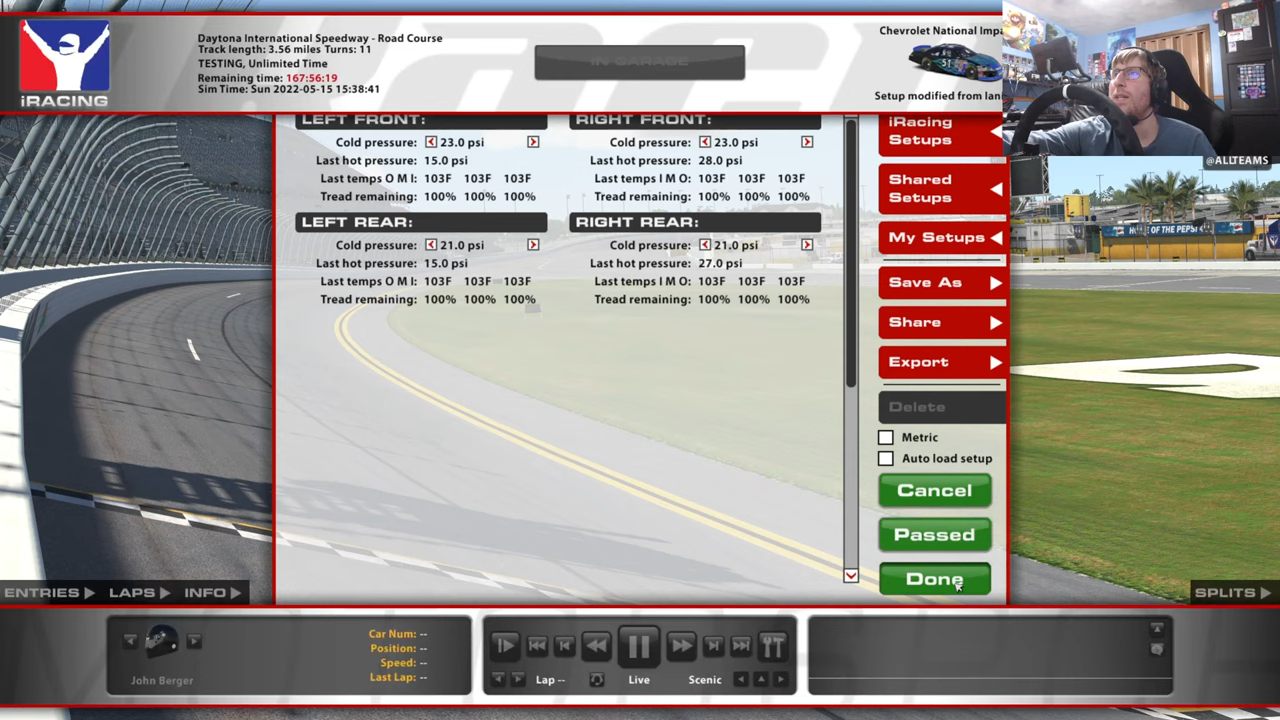 iRACING
Daytona International Speedway - Road Course
Track length: 3.56 miles Turns: 11
TESTING, Unlimited Time
Remaining time: 167:56:19
Sim Time: Sun 2022-05-15 15:38:41
IN GARAGE
Chevrolet National Impa
51
Setup modified from lan
@ALLTEAMS
LEFT FRONT:
Cold pressure: 23.0 psi
Last hot pressure: 15.0 psi
Last temps O M I: 103F 103F 103F
Tread remaining: 100% 100% 100%
RIGHT FRONT:
Cold pressure: 23.0 psi
Last hot pressure: 28.0 psi
Last temps I M O: 103F 103F 103F
Tread remaining: 100% 100% 100%
LEFT REAR:
Cold pressure: 21.0 psi
Last hot pressure: 15.0 psi
Last temps O M I: 103F 103F 103F
Tread remaining: 100% 100% 100%
RIGHT REAR:
Cold pressure: 21.0 psi
Last hot pressure: 27.0 psi
Last temps I M O: 103F 103F 103F
Tread remaining: 100% 100% 100%
iRacing
Setups
Shared
Setups
My Setups
Save As
Share
Export
Delete
Metric
Auto load setup
Cancel
Passed
Done
ENTRIES
LAPS
INFO
SPLITS
John Berger
Car Num: --
Position: --
Speed: --
Last Lap: --
Lap --
Live
Scenic